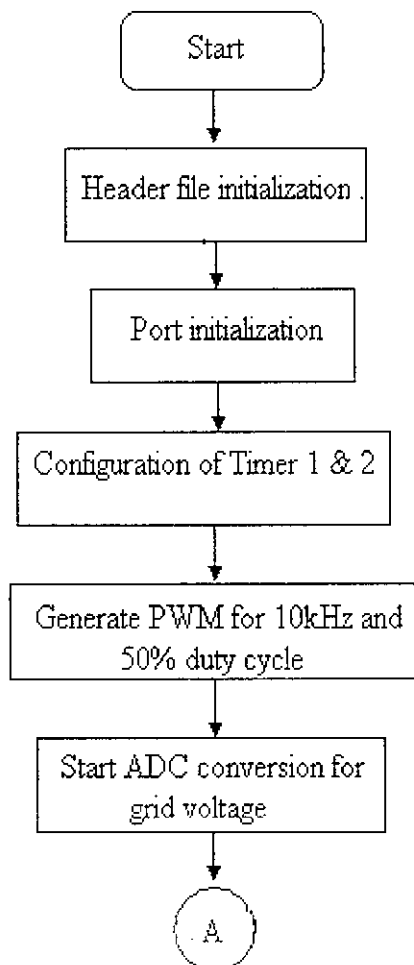 Start
Header file initialization
Port initialization
Configuration of Timer 1 & 2
Generate PWM for 10kHz and
50% duty cycle
Start ADC conversion for
grid voltage
A